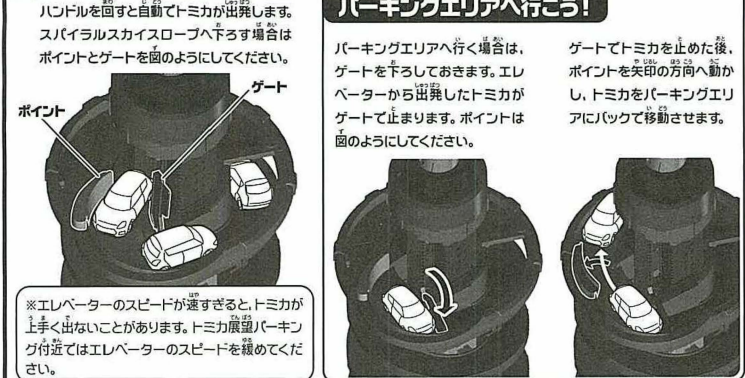 ハンドルを回すと自動でトミカが出発します。
スパイラルスカイスロープへ下ろす場合は
ポイントとゲートを図のようにしてください。
ポイント
ゲート
※エレベーターのスピードが速すぎると、トミカが
上手く出ないことがあります。トミカ展望パーキン
グ付近ではエレベーターのスピードを緩めてくだ
さい。
パーキングエリアへ行こう!
パーキングエリアへ行く場合は、
ゲートを下ろしておきます。エレ
ベーターから出発したトミカが
ゲートで止まります。ポイントは
図のようにしてください。
ゲートでトミカを止めた後、
ポイントを矢印の方向へ動か
し、トミカをパーキングエリ
アにバックで移動させます。